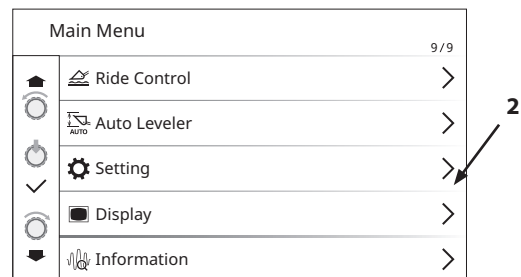 Main Menu
9/9
Ride Control
AUTO Auto Leveler
Setting
Display
Information
2